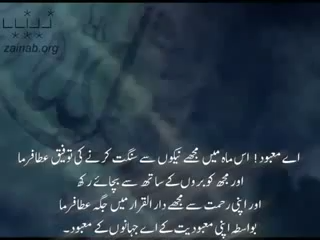 zainab.org
اے معبود! اس ماہ میں مجھے نیکوں سے سنگت کرنے کی توفیق عطا فرما
اور مجھ کو بروں کے ساتھ سے بچائے رکھ
اور اپنی رحمت سے مجھے دار القرار میں جگہ عطا فرما
بواسطہ اپنی معبودیت کے اے جہانوں کے معبود۔